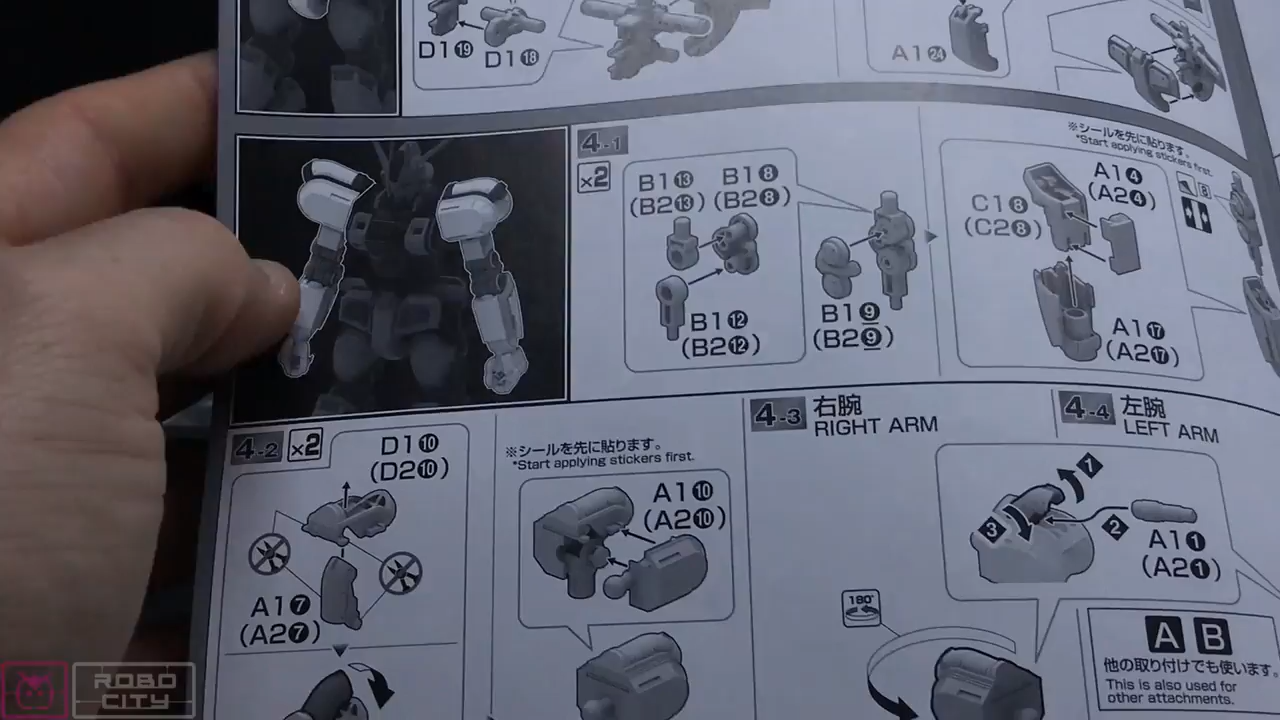 D1⑲
D1⑱
A1㉔
4-1
×2
B1⑬
(B2⑬)
B1⑧
(B2⑧)
B1⑫
(B2⑫)
B1⑨
(B2⑨)
※シールを先に貼ります。
*Start applying stickers first.
C1⑧
(C2⑧)
A1④
(A2④)
8
A1⑰
(A2⑰)
4-2
×2
D1⑩
(D2⑩)
A1⑦
(A2⑦)
※シールを先に貼ります。
*Start applying stickers first.
A1⑩
(A2⑩)
4-3 右腕
RIGHT ARM
4-4 左腕
LEFT ARM
1
2
3
A1①
(A2①)
180°
A B
他の取り付けでも使います。
This is also used for
other attachments.
ROBO
CITY